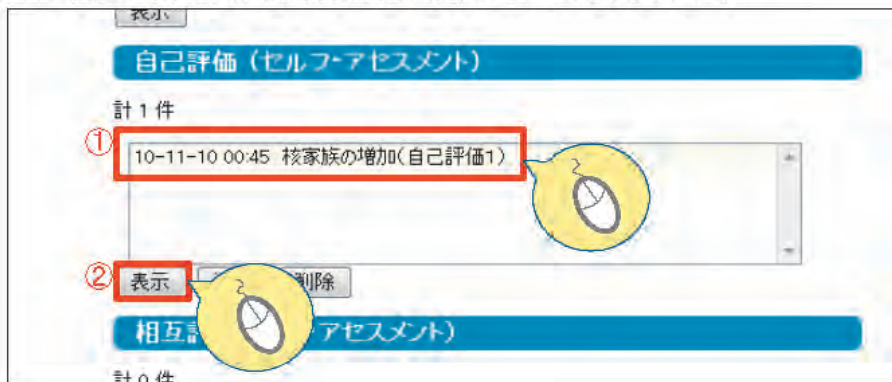 表示
自己評価（セルフ・アセスメント）
計 1 件
①
10-11-10 00:45 核家族の増加（自己評価1）
② 表示 削除
相互 アセスメント）
計 0 件